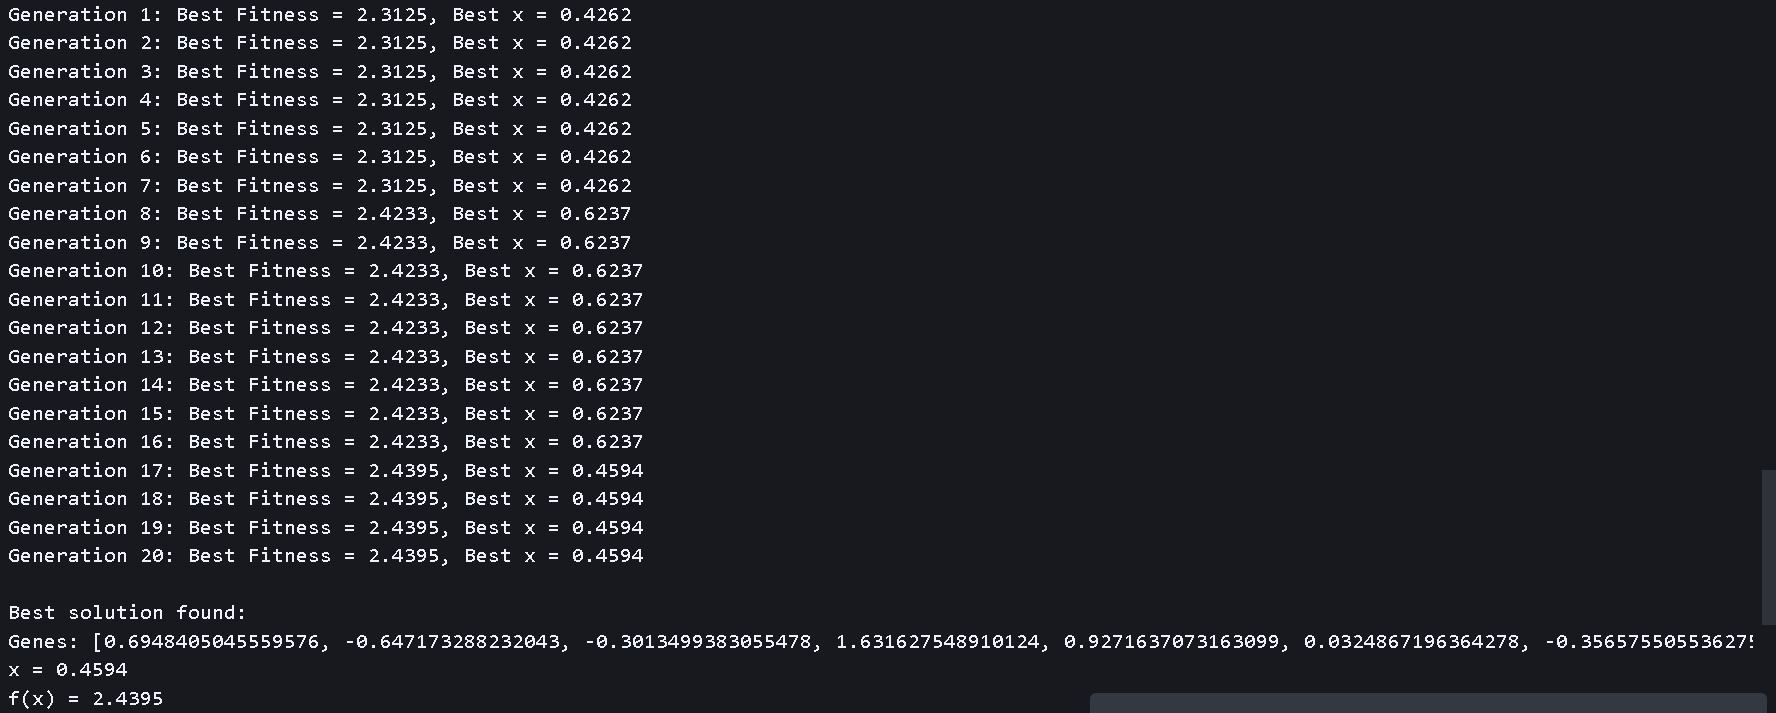 Generation 1: Best Fitness = 2.3125, Best x = 0.4262
Generation 2: Best Fitness = 2.3125, Best x = 0.4262
Generation 3: Best Fitness = 2.3125, Best x = 0.4262
Generation 4: Best Fitness = 2.3125, Best x = 0.4262
Generation 5: Best Fitness = 2.3125, Best x = 0.4262
Generation 6: Best Fitness = 2.3125, Best x = 0.4262
Generation 7: Best Fitness = 2.3125, Best x = 0.4262
Generation 8: Best Fitness = 2.4233, Best x = 0.6237
Generation 9: Best Fitness = 2.4233, Best x = 0.6237
Generation 10: Best Fitness = 2.4233, Best x = 0.6237
Generation 11: Best Fitness = 2.4233, Best x = 0.6237
Generation 12: Best Fitness = 2.4233, Best x = 0.6237
Generation 13: Best Fitness = 2.4233, Best x = 0.6237
Generation 14: Best Fitness = 2.4233, Best x = 0.6237
Generation 15: Best Fitness = 2.4233, Best x = 0.6237
Generation 16: Best Fitness = 2.4233, Best x = 0.6237
Generation 17: Best Fitness = 2.4395, Best x = 0.4594
Generation 18: Best Fitness = 2.4395, Best x = 0.4594
Generation 19: Best Fitness = 2.4395, Best x = 0.4594
Generation 20: Best Fitness = 2.4395, Best x = 0.4594
Best solution found:
Genes: [0.6948405045559576, -0.647173288232043, -0.3013499383055478, 1.631627548910124, 0.9271637073163099, 0.0324867196364278, -0.356575505536275
x = 0.4594
f(x) = 2.4395